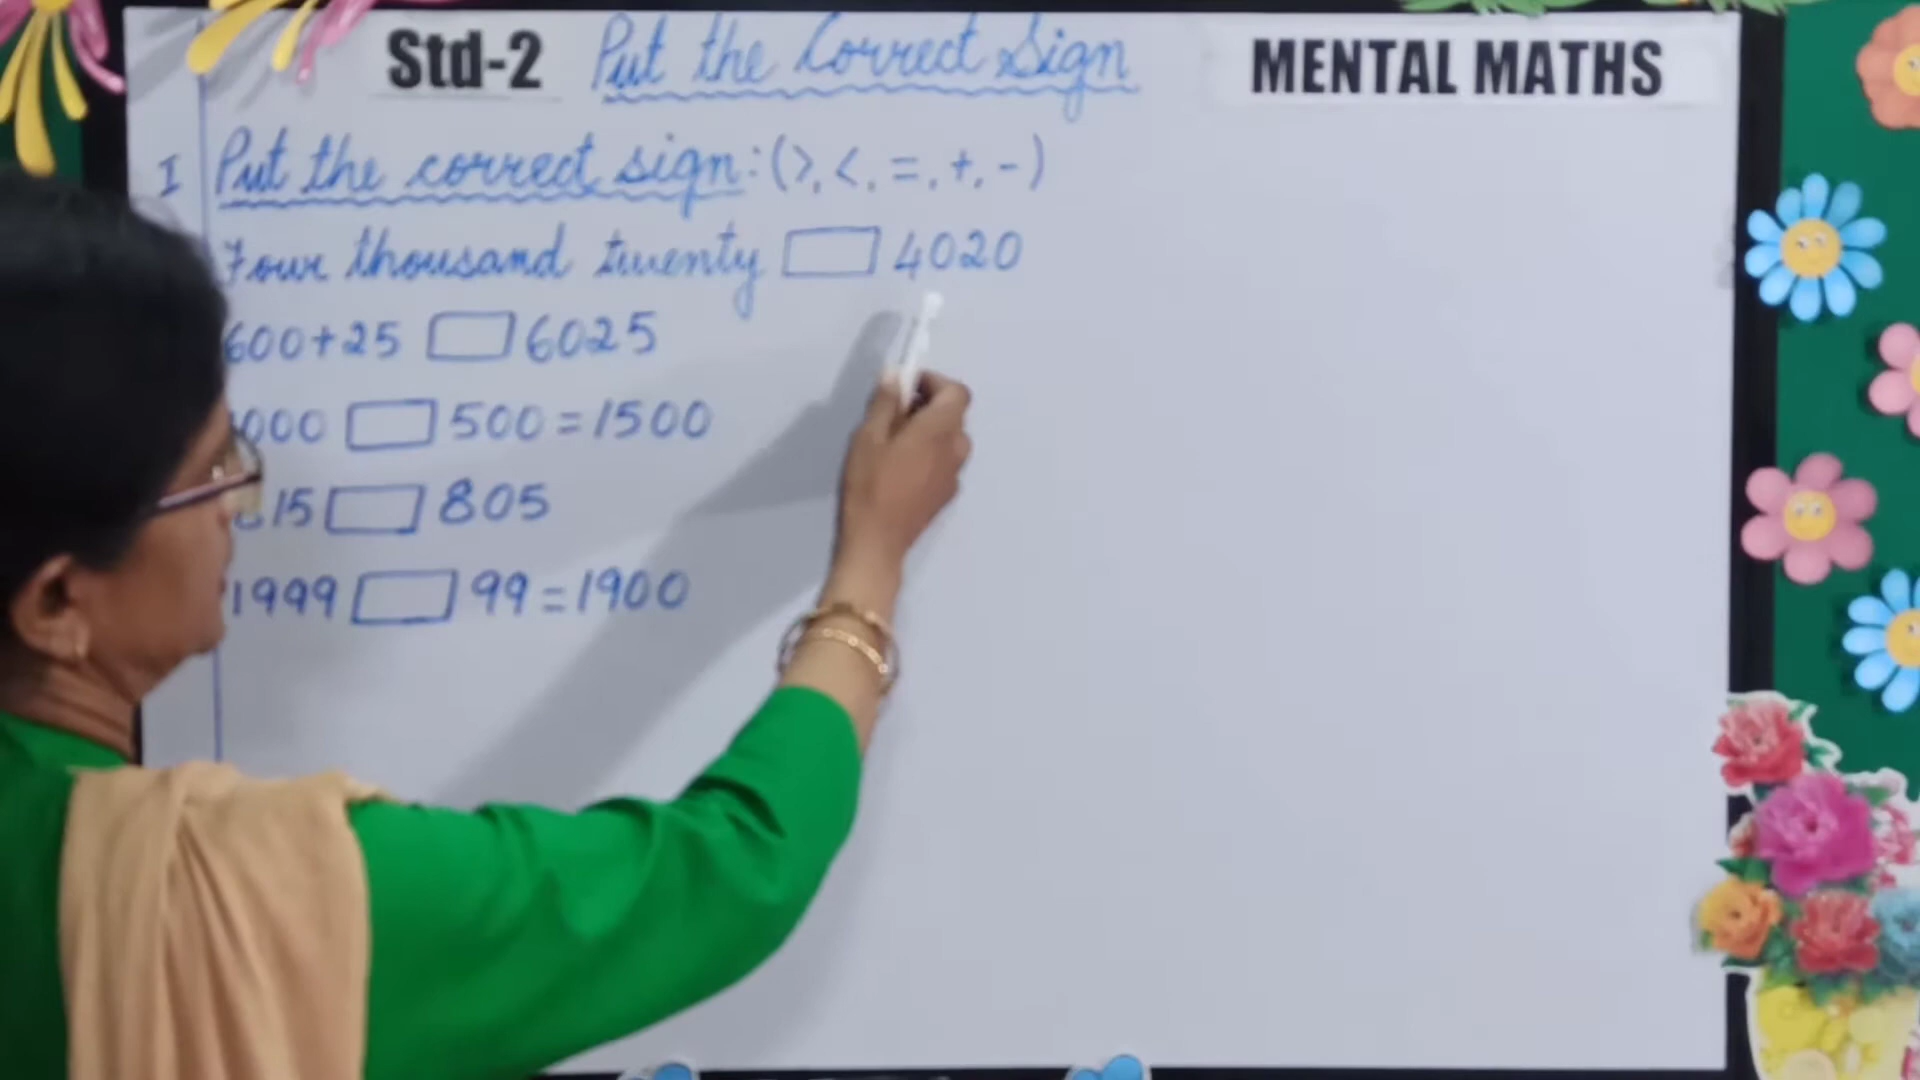 Std-2 Put the Correct Sign MENTAL MATHS
I Put the correct sign:(>, <, =, +, -)
Four thousand twenty 4020
600+25 6025
000 500=1500
15 805
1999 99=1900